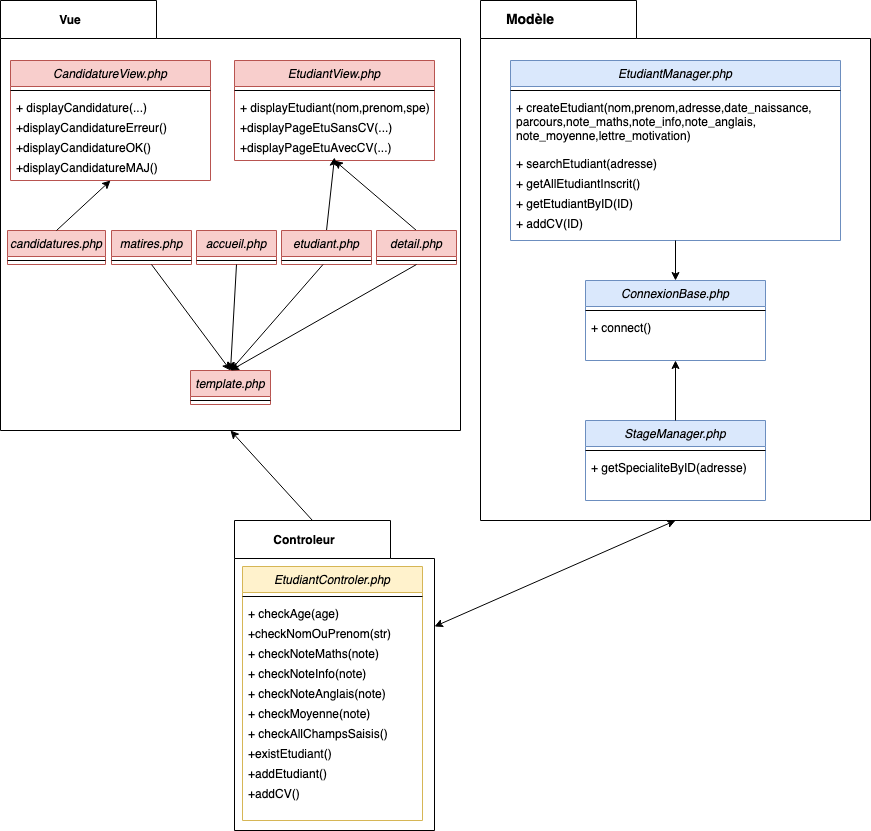 Vue
CandidatureView.php
+ displayCandidature(...)
+displayCandidatureErreur()
+displayCandidatureOK()
+displayCandidatureMAJ()
EtudiantView.php
+ displayEtudiant(nom,prenom,spe)
+displayPageEtuSansCV(...)
+displayPageEtuAvecCV(...)
candidatures.php
matires.php
accueil.php
etudiant.php
detail.php
template.php
Modèle
EtudiantManager.php
+ createEtudiant(nom,prenom,adresse,date_naissance,
parcours,note_maths,note_info,note_anglais,
note_moyenne,lettre_motivation)
+ searchEtudiant(adresse)
+ getAllEtudiantInscrit()
+ getEtudiantByID(ID)
+ addCV(ID)
ConnexionBase.php
+ connect()
StageManager.php
+ getSpecialiteByID(adresse)
Controleur
EtudiantControler.php
+ checkAge(age)
+checkNomOuPrenom(str)
+ checkNoteMaths(note)
+ checkNoteInfo(note)
+ checkNoteAnglais(note)
+ checkMoyenne(note)
+ checkAllChampsSaisis()
+existEtudiant()
+addEtudiant()
+addCV()